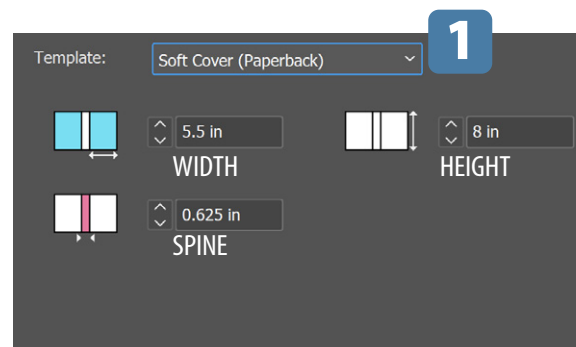 1
Template: Soft Cover (Paperback)
5.5 in 8 in
WIDTH HEIGHT
0.625 in
SPINE